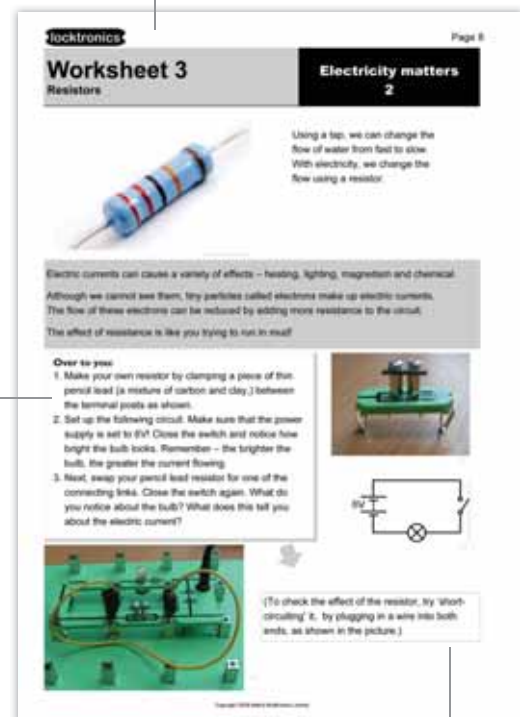 locktronics
Page 8
Worksheet 3
Resistors
Electricity matters
2
Using a tap, we can change the
flow of water from fast to slow.
With electricity, we change the
flow using a resistor.
Electric currents can cause a variety of effects – heating, lighting, magnetism and chemical.
Although we cannot see them, tiny particles called electrons make up electric currents.
The flow of these electrons can be reduced by adding more resistance to the circuit.
The effect of resistance is like you trying to run in mud!
Over to you:
1. Make your own resistor by clamping a piece of thin
pencil lead (a mixture of carbon and clay,) between
the terminal posts as shown.
2. Set up the following circuit. Make sure that the power
supply is set to 6V! Close the switch and notice how
bright the bulb looks. Remember – the brighter the
bulb, the greater the current flowing.
3. Next, swap your pencil lead resistor for one of the
connecting links. Close the switch again. What do
you notice about the bulb? What does this tell you
about the electric current?
6V
(To check the effect of the resistor, try 'short-
circuiting' it, by plugging in a wire into both
ends, as shown in the picture.)